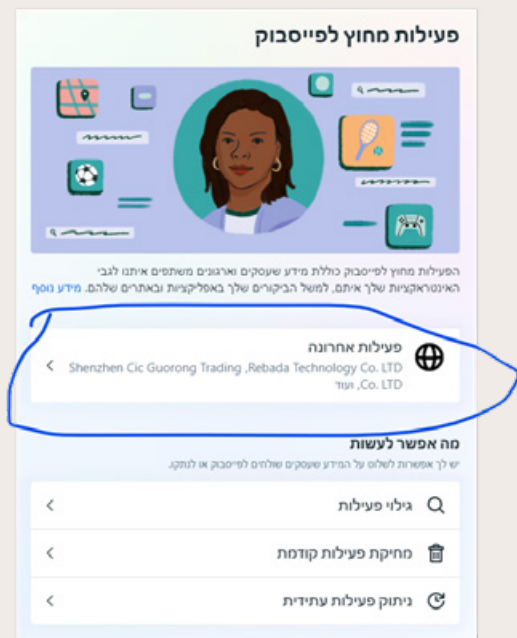 פעילות מחוץ לפייסבוק
הפעילות מחוץ לפייסבוק כוללת מידע שעסקים וארגונים משתפים איתנו לגבי
האינטראקציות שלך איתם, למשל הביקורים שלך באפליקציות ובאתרים שלהם. מידע נוסף
פעילות אחרונה
Shenzhen Cic Guorong Trading ,Rebada Technology Co. LTD
Co. LTD, ועוד
מה אפשר לעשות
יש לך אפשרות לשלוט על המידע שעסקים שולחים לפייסבוק או לנתקו.
גילוי פעילות
מחיקת פעילות קודמת
ניתוק פעילות עתידית